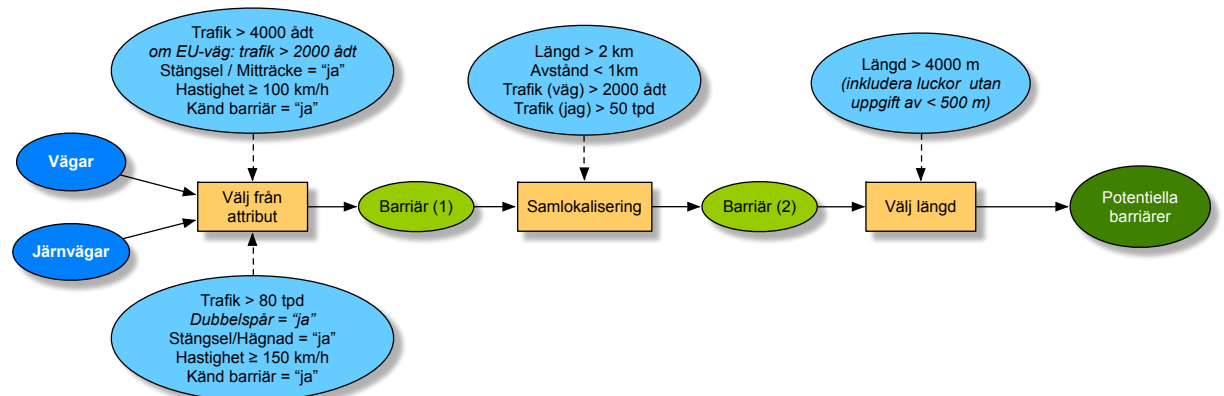 Trafik > 4000 ådt
om EU-väg: trafik > 2000 ådt
Stängsel / Mitträcke = “ja”
Hastighet ≥ 100 km/h
Känd barriär = “ja”
Längd > 2 km
Avstånd < 1km
Trafik (väg) > 2000 ådt
Trafik (jag) > 50 tpd
Längd > 4000 m
(inkludera luckor utan
uppgift av < 500 m)
Vägar
Järnvägar
Välj från
attribut
Barriär (1)
Samlokalisering
Barriär (2)
Välj längd
Potentiella
barriärer
Trafik > 80 tpd
Dubbelspår = “ja”
Stängsel/Hägnad = “ja”
Hastighet ≥ 150 km/h
Känd barriär = “ja”